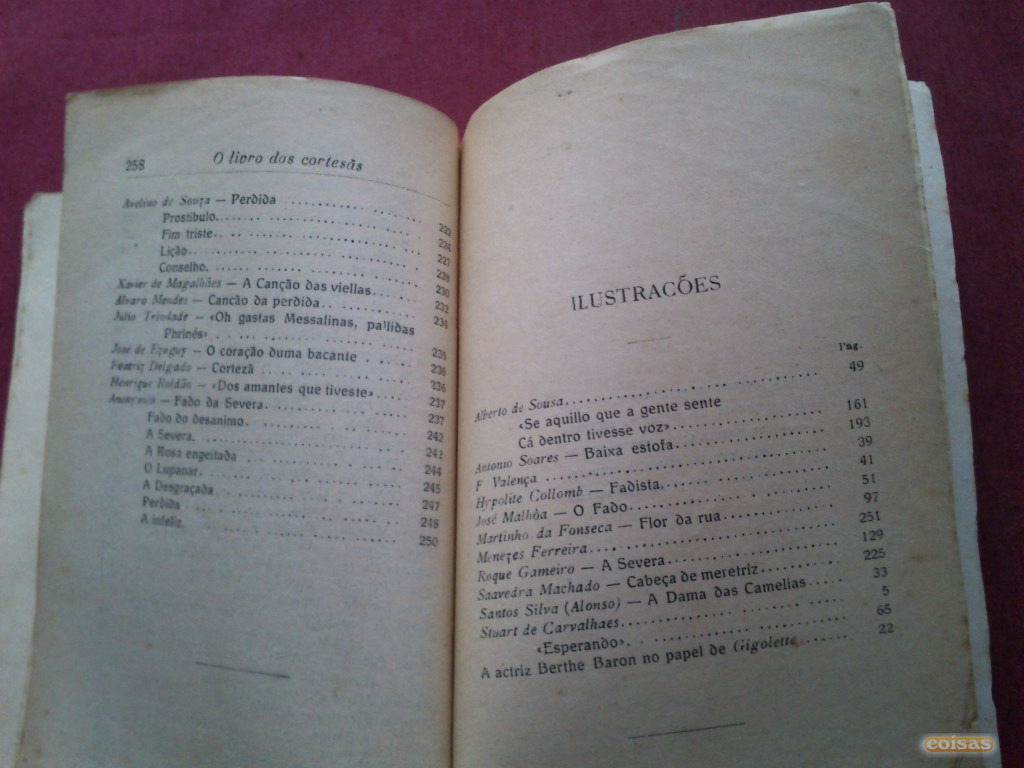 258 O livro das cortesãs
Avelino de Souza — Perdida 222
Prostibulo 226
Fim triste 227
Lição 229
Conselho 230
Xavier de Magalhães — A Canção das viellas 232
Alvaro Mendes — Canção da perdida 234
Julio Trindade — «Oh gastas Messalinas, pallidas
Phrinés» 235
José de Ezaguy — O coração duma bacante 236
Beatriz Delgado — Cortezã 236
Henrique Roldão — «Dos amantes que tiveste» 237
Anonymos — Fado da Severa 237
Fado do desanimo 242
A Severa 243
A Rosa engeitada 244
O Lupanar 245
A Desgraçada 247
Perdida 248
A infeliz 250
ILUSTRACÕES
Pag.
Alberto de Sousa 49
«Se aquillo que a gente sente
Cá dentro tivesse voz» 161
Antonio Soares — Baixa estofa 193
F Valença 39
Hypolite Collomb — Fadista 41
José Malhôa — O Fado 51
Martinho da Fonseca — Flor da rua 97
Menezes Ferreira 251
Roque Gameiro — A Severa 129
Saavedra Machado — Cabeça de meretriz 225
Santos Silva (Alonso) — A Dama das Camelias 33
Stuart de Carvalhaes 5
«Esperando» 65
A actriz Berthe Baron no papel de Gigolette 22
coisas